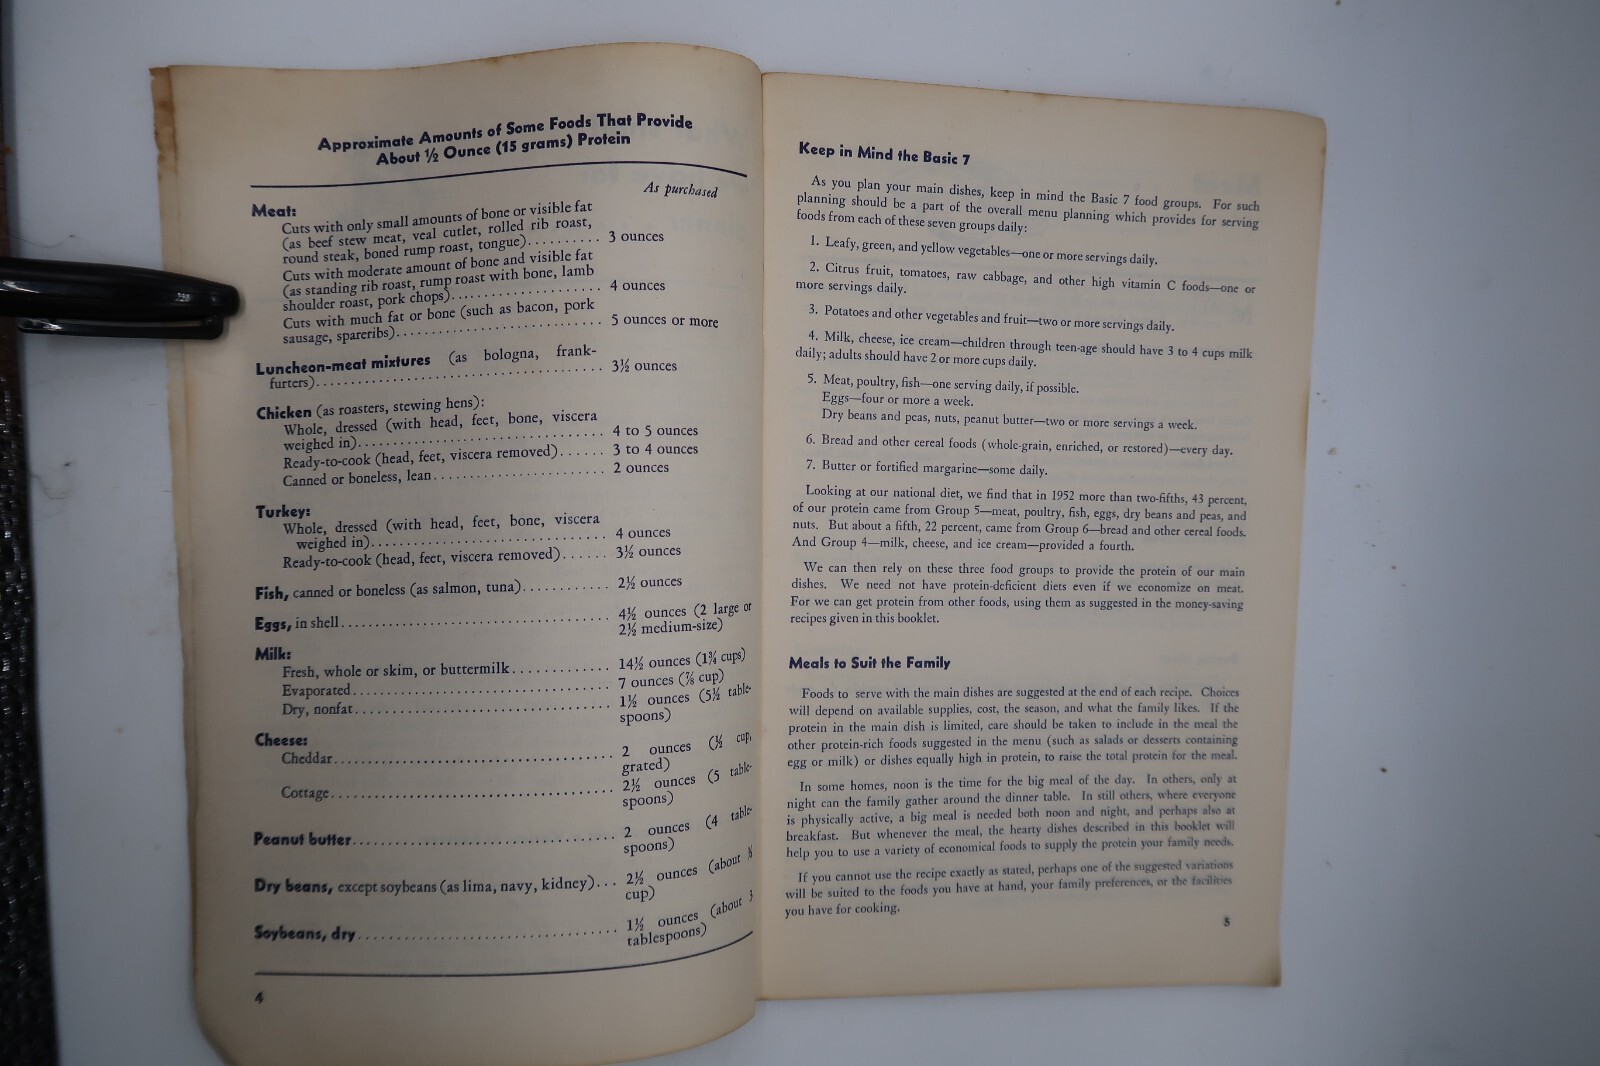 Approximate Amounts of Some Foods That Provide
About ½ Ounce (15 grams) Protein
As purchased
Meat:
Cuts with only small amounts of bone or visible fat
(as beef stew meat, veal cutlet, rolled rib roast,
round steak, boned rump roast, tongue).......... 3 ounces
Cuts with moderate amount of bone and visible fat
(as standing rib roast, rump roast with bone, lamb
shoulder roast, pork chops).................... 4 ounces
Cuts with much fat or bone (such as bacon, pork
sausage, spareribs)............................ 5 ounces or more
Luncheon-meat mixtures (as bologna, frank-
furters)...................................... 3½ ounces
Chicken (as roasters, stewing hens):
Whole, dressed (with head, feet, bone, viscera
weighed in).................................. 4 to 5 ounces
Ready-to-cook (head, feet, viscera removed)...... 3 to 4 ounces
Canned or boneless, lean....................... 2 ounces
Turkey:
Whole, dressed (with head, feet, bone, viscera
weighed in)................................ 4 ounces
Ready-to-cook (head, feet, viscera removed)...... 3½ ounces
Fish, canned or boneless (as salmon, tuna)............ 2½ ounces
Eggs, in shell..................................... 4½ ounces (2 large or
2½ medium-size)
Milk:
Fresh, whole or skim, or buttermilk............. 14½ ounces (1¾ cups)
Evaporated.................................. 7 ounces (⅞ cup)
Dry, nonfat................................. 1½ ounces (5½ table-
spoons)
Cheese:
Cheddar.................................... 2 ounces (½ cup,
grated)
Cottage..................................... 2½ ounces (5 table-
spoons)
Peanut butter.................................. 2 ounces (4 table-
spoons)
Dry beans, except soybeans (as lima, navy, kidney)... 2½ ounces (about
cup)
Soybeans, dry.................................. 1½ ounces (about
tablespoons)
4
Keep in Mind the Basic 7
As you plan your main dishes, keep in mind the Basic 7 food groups. For such
planning should be a part of the overall menu planning which provides for serving
foods from each of these seven groups daily:
1. Leafy, green, and yellow vegetables—one or more servings daily.
2. Citrus fruit, tomatoes, raw cabbage, and other high vitamin C foods—one or
more servings daily.
3. Potatoes and other vegetables and fruit—two or more servings daily.
4. Milk, cheese, ice cream—children through teen-age should have 3 to 4 cups milk
daily; adults should have 2 or more cups daily.
5. Meat, poultry, fish—one serving daily, if possible.
Eggs—four or more a week.
Dry beans and peas, nuts, peanut butter—two or more servings a week.
6. Bread and other cereal foods (whole-grain, enriched, or restored)—every day.
7. Butter or fortified margarine—some daily.
Looking at our national diet, we find that in 1952 more than two-fifths, 43 percent,
of our protein came from Group 5—meat, poultry, fish, eggs, dry beans and peas, and
nuts. But about a fifth, 22 percent, came from Group 6—bread and other cereal foods.
And Group 4—milk, cheese, and ice cream—provided a fourth.
We can then rely on these three food groups to provide the protein of our main
dishes. We need not have protein-deficient diets even if we economize on meat.
For we can get protein from other foods, using them as suggested in the money-saving
recipes given in this booklet.
Meals to Suit the Family
Foods to serve with the main dishes are suggested at the end of each recipe. Choices
will depend on available supplies, cost, the season, and what the family likes. If the
protein in the main dish is limited, care should be taken to include in the meal the
other protein-rich foods suggested in the menu (such as salads or desserts containing
egg or milk) or dishes equally high in protein, to raise the total protein for the meal.
In some homes, noon is the time for the big meal of the day. In others, only at
night can the family gather around the dinner table. In still others, where everyone
is physically active, a big meal is needed both noon and night, and perhaps also at
breakfast. But whenever the meal, the hearty dishes described in this booklet will
help you to use a variety of economical foods to supply the protein your family needs.
If you cannot use the recipe exactly as stated, perhaps one of the suggested variations
will be suited to the foods you have at hand, your family preferences, or the facilities
you have for cooking.
5